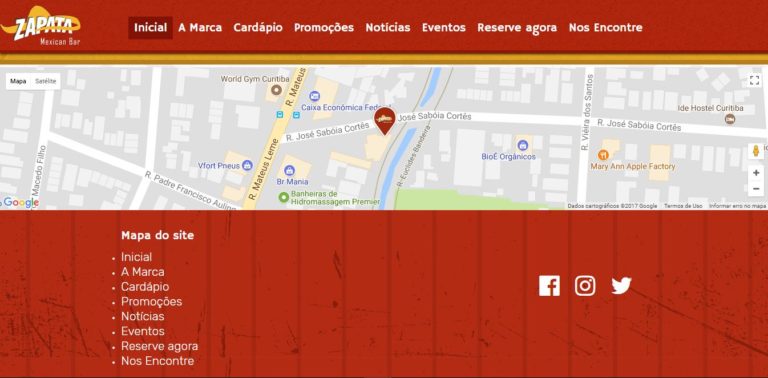 ZAPATA
Mexican Bar
Inicial A Marca Cardápio Promoções Notícias Eventos Reserve agora Nos Encontre
Mapa Satélite
World Gym Curitiba
R. Mateus
Caixa Econômica Federal
R. José Sabóia Cortês
José Sabóia Cortês
R. Vieira dos Santos
Ide Hostel Curitiba
Macedo Filho
Vfort Pneus
R. Mateus Leme
R. Euclides Bandeira
BioÈ Orgânicos
Mary Ann Apple Factory
R. Padre Francisco Auling
Br Mania
Banheiras de
Hidromassagem Premier
Google
Dados cartográficos ©2017 Google Termos de Uso Informar erro no mapa
Mapa do site
Inicial
A Marca
Cardápio
Promoções
Notícias
Eventos
Reserve agora
Nos Encontre